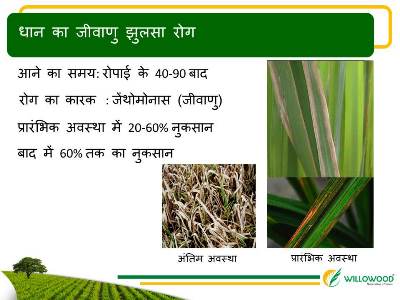 धान का जीवाणु झुलसा रोग
आने का समय: रोपाई के 40-90 बाद
रोग का कारक : जेंथोमोनास (जीवाणु)
प्रारंभिक अवस्था में 20-60% नुकसान
बाद में 60% तक का नुकसान
अंतिम अवस्था
प्रारंभिक अवस्था
WILLOWOOD